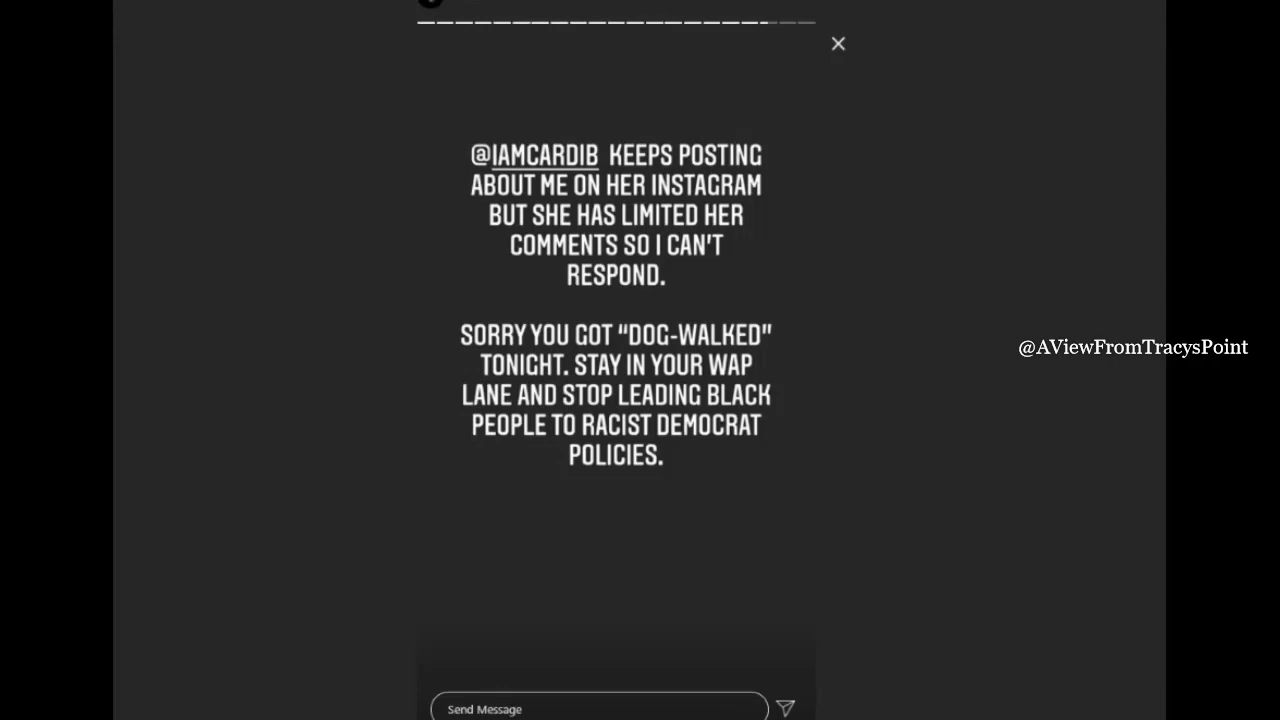 @IAMCARDIB KEEPS POSTING
ABOUT ME ON HER INSTAGRAM
BUT SHE HAS LIMITED HER
COMMENTS SO I CAN'T
RESPOND.
SORRY YOU GOT “DOG-WALKED”
TONIGHT. STAY IN YOUR WAP
LANE AND STOP LEADING BLACK
PEOPLE TO RACIST DEMOCRAT
POLICIES.
@AViewFromTracysPoint
Send Message